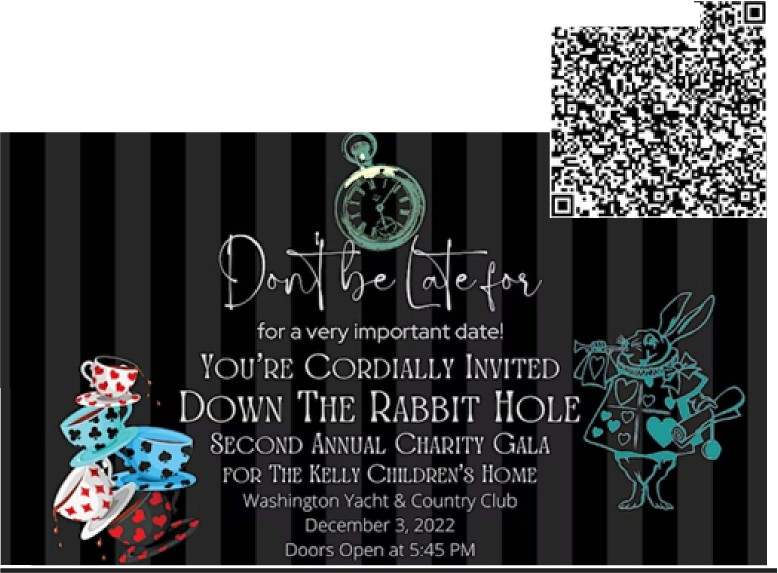 Don't be Late for
for a very important date!
You're Cordially Invited
Down The Rabbit Hole
Second Annual Charity Gala
for The Kelly Children's Home
Washington Yacht & Country Club
December 3, 2022
Doors Open at 5:45 PM